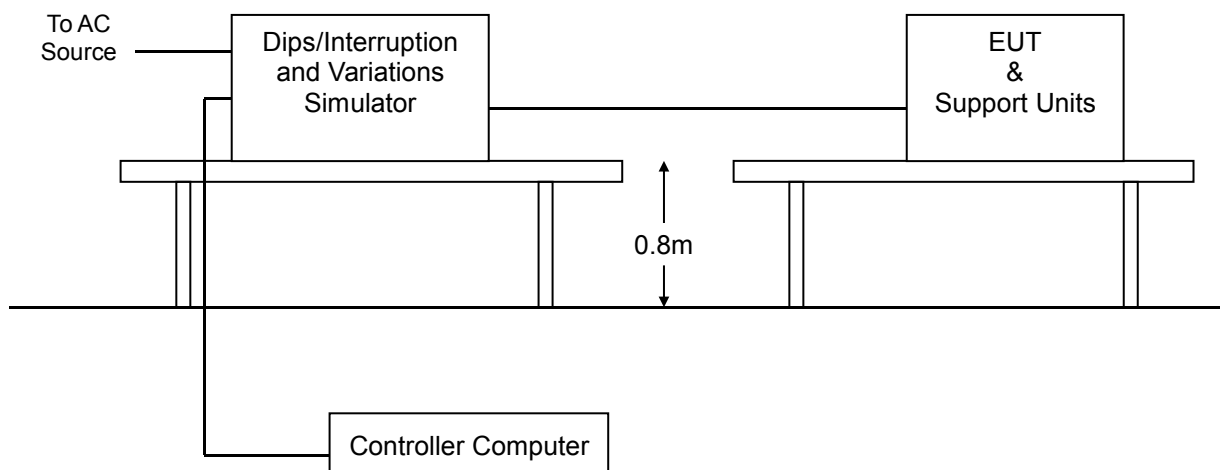 To AC
Source
Dips/Interruption
and Variations
Simulator
EUT
&
Support Units
0.8m
Controller Computer